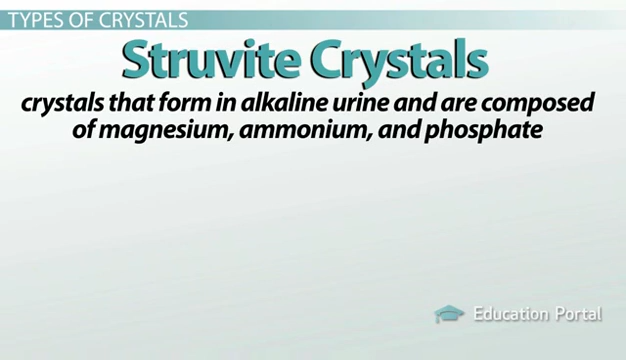 TYPES OF CRYSTALS
Struvite Crystals
crystals that form in alkaline urine and are composed
of magnesium, ammonium, and phosphate
Education Portal